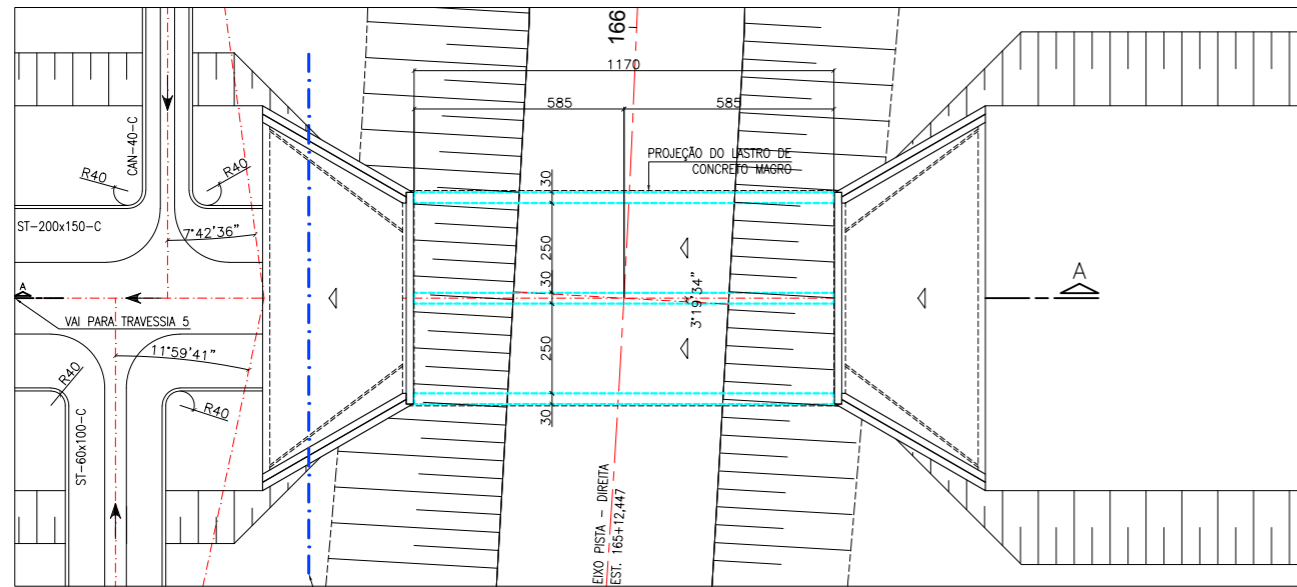 166
1170
585
585
PROJEÇÃO DO LASTRO DE
CONCRETO MAGRO
CAN-40-C
R40
R40
30
ST-200x150-C
7°42'36"
250
30
A
A
3°19'34"
VAI PARA TRAVESSIA 5
11°59'41"
250
R40
R40
30
ST-60x100-C
EIXO PISTA - DIREITA
EST. 165+12,447